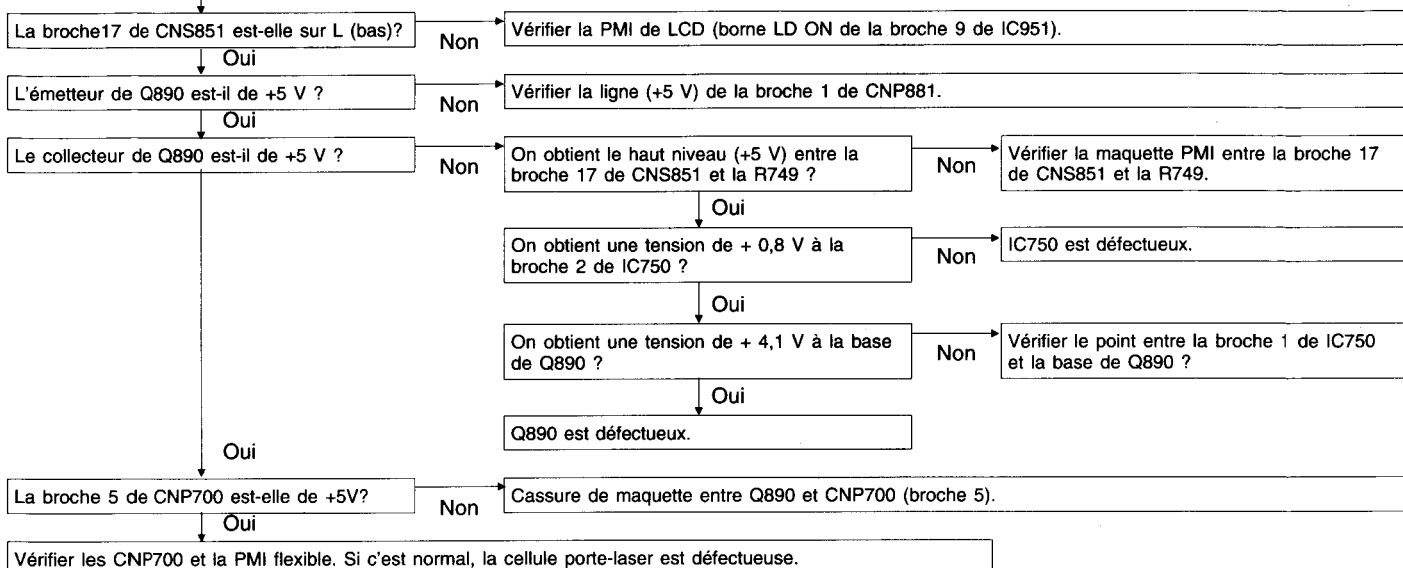 La broche17 de CNS851 est-elle sur L (bas)?
Non
Vérifier la PMI de LCD (borne LD ON de la broche 9 de IC951).
Oui
L'émetteur de Q890 est-il de +5 V ?
Non
Vérifier la ligne (+5 V) de la broche 1 de CNP881.
Oui
Le collecteur de Q890 est-il de +5 V ?
Non
On obtient le haut niveau (+5 V) entre la
broche 17 de CNS851 et la R749 ?
Non
Vérifier la maquette PMI entre la broche 17
de CNS851 et la R749.
Oui
On obtient une tension de + 0,8 V à la
broche 2 de IC750 ?
Non
IC750 est défectueux.
Oui
On obtient une tension de + 4,1 V à la base
de Q890 ?
Non
Vérifier le point entre la broche 1 de IC750
et la base de Q890 ?
Oui
Q890 est défectueux.
Oui
La broche 5 de CNP700 est-elle de +5V?
Non
Cassure de maquette entre Q890 et CNP700 (broche 5).
Oui
Vérifier les CNP700 et la PMI flexible. Si c'est normal, la cellule porte-laser est défectueuse.